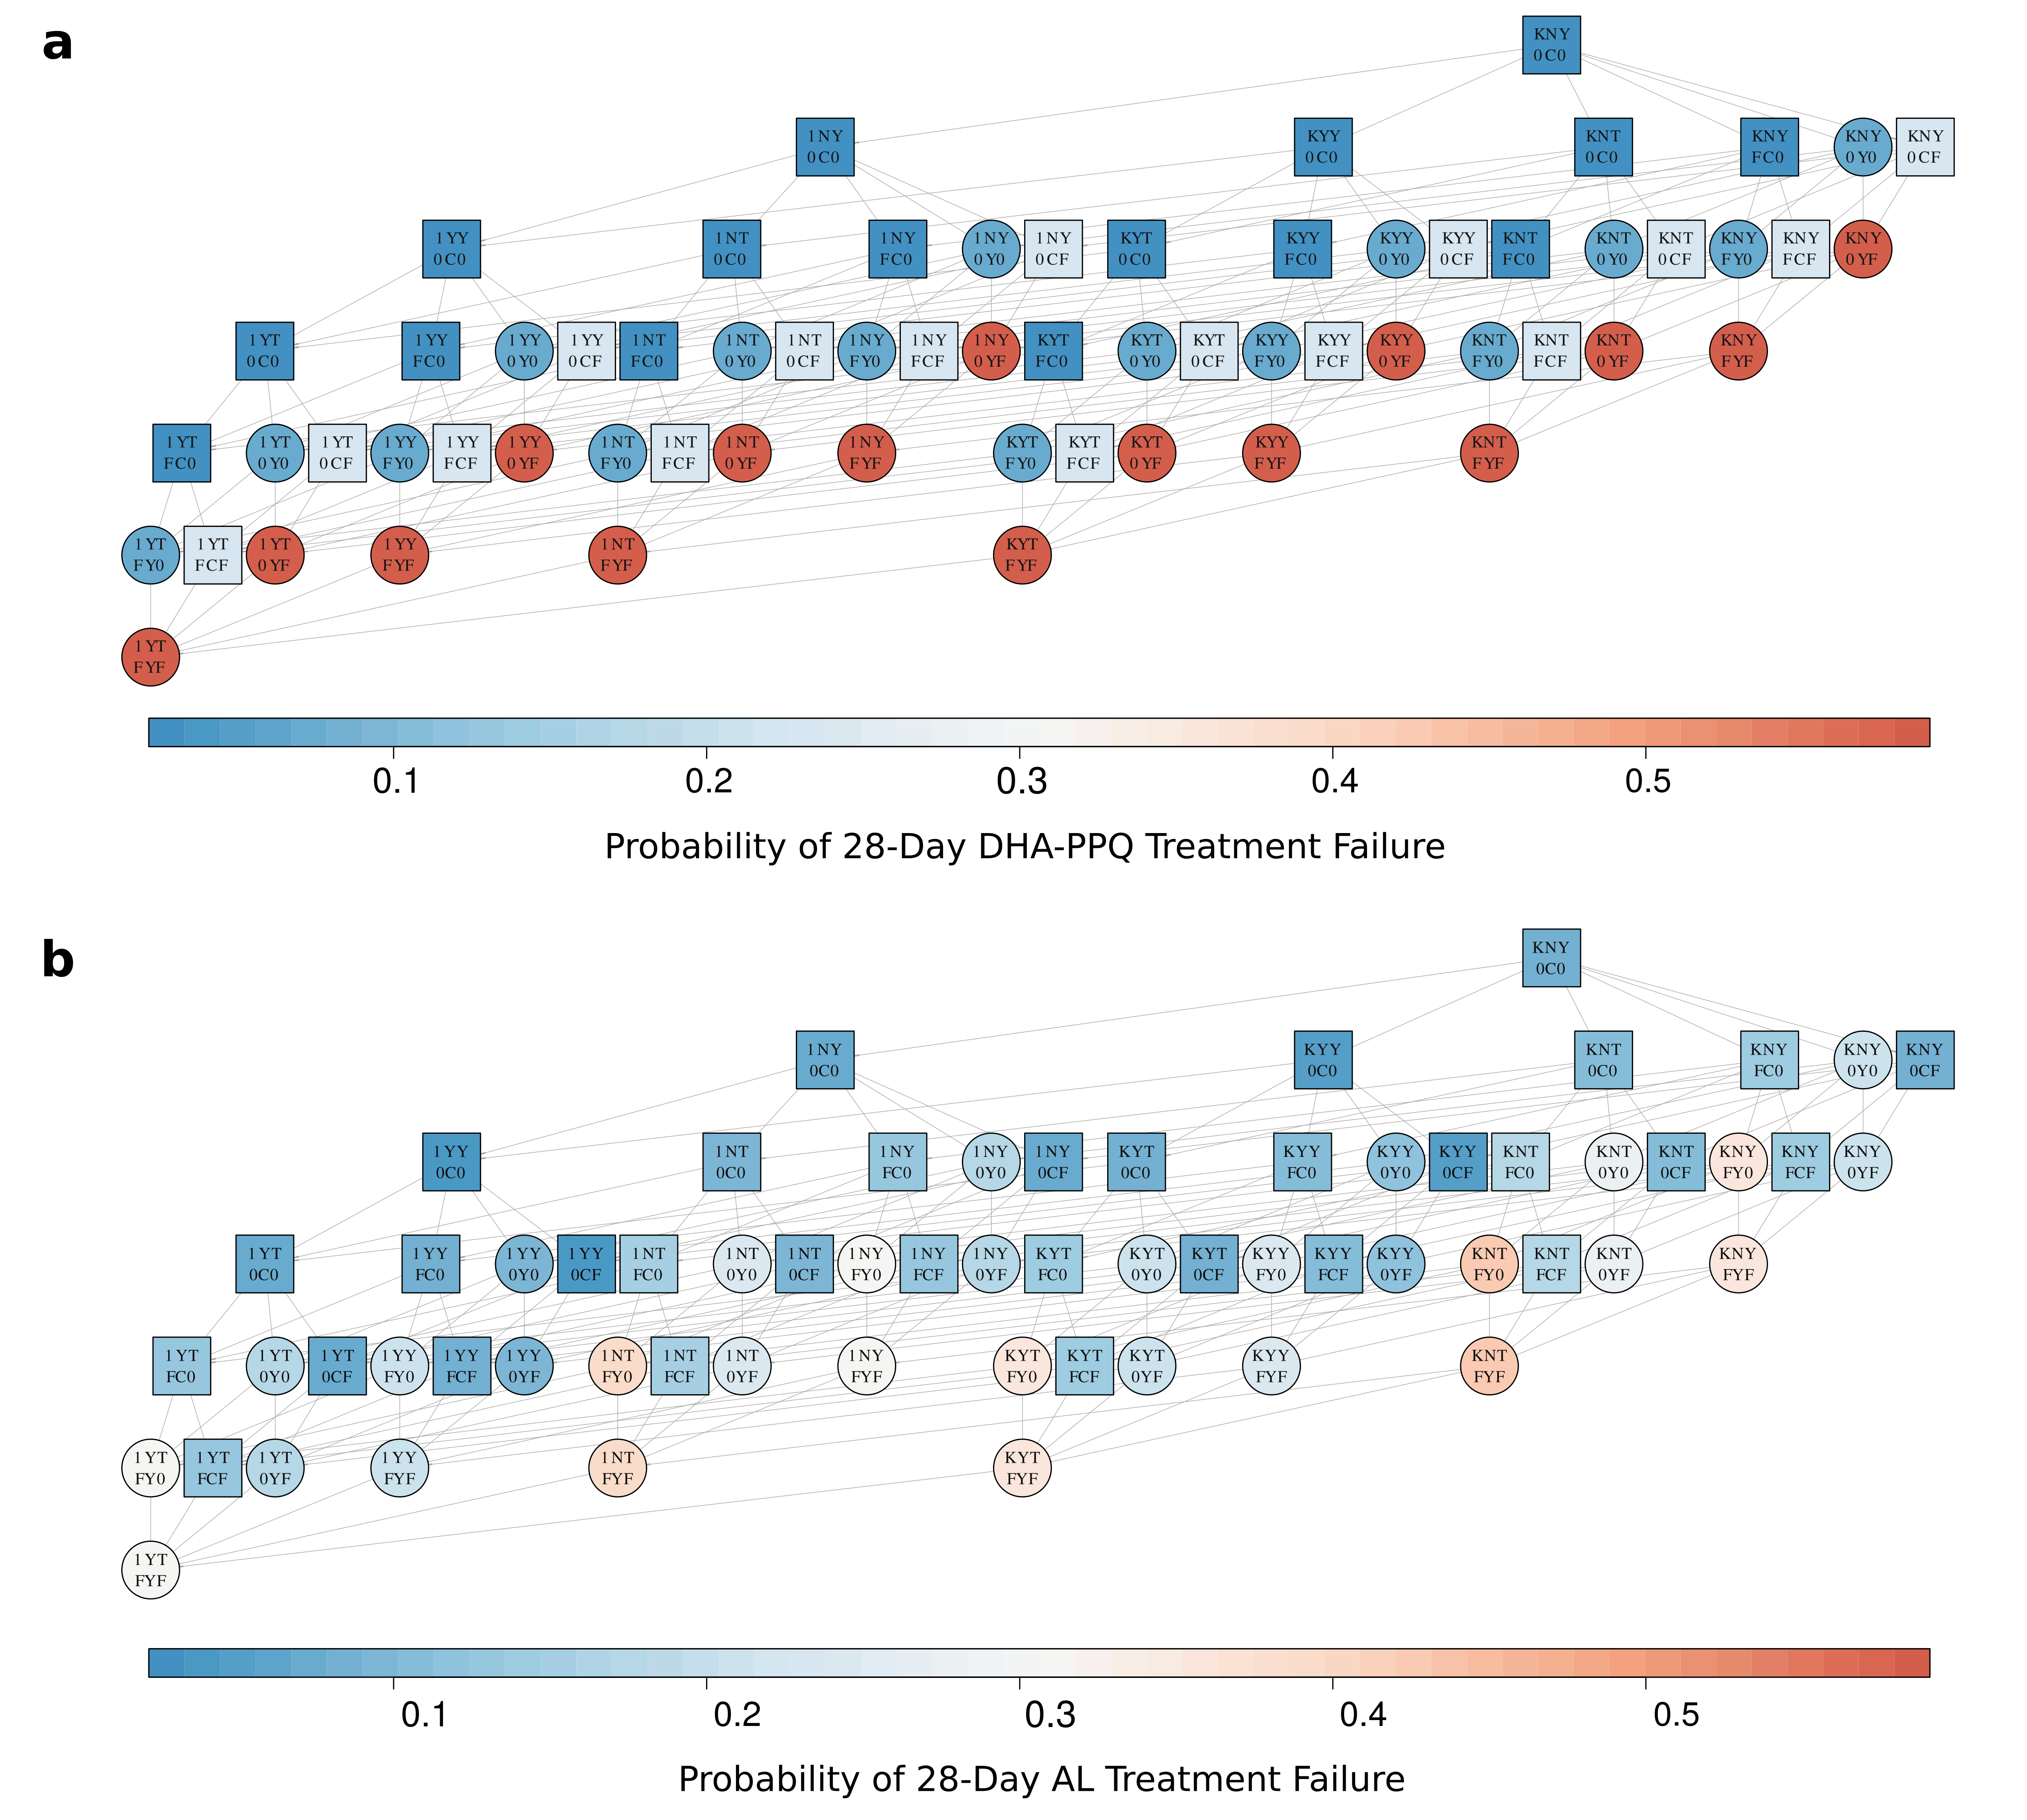 a
KNY
0C0
1NY KYY KNT KNY KNY KNY
0C0 0C0 0C0 FC0 0Y0 0CF
1YY 1NT 1NY 1NY 1NY KYT KYY KYY KYY KNT KNT KNT KNY KNY KNY
0C0 0C0 FC0 0Y0 0CF 0C0 FC0 0Y0 0CF FC0 0Y0 0CF FY0 FCF 0YF
1YT 1YY 1YY 1YY 1NT 1NT 1NT 1NY 1NY 1NY KYT KYT KYT KYY KYY KYY KNT KNT KNT KNY
0C0 FC0 0Y0 0CF FC0 0Y0 0CF FY0 FCF 0YF FC0 0Y0 0CF FY0 FCF 0YF FY0 FCF 0YF FYF
1YT 1YT 1YT 1YY 1YY 1YY 1NT 1NT 1NT 1NY KYT KYT KYT KYY KNT
FC0 0Y0 0CF FY0 FCF 0YF FY0 FCF 0YF FYF FY0 FCF 0YF FYF FYF
1YT 1YT 1YT 1YY 1NT KYT
FY0 FCF 0YF FYF FYF FYF
1YT
FYF
0.1 0.2 0.3 0.4 0.5
Probability of 28-Day DHA-PPQ Treatment Failure
b
KNY
0C0
1NY KYY KNT KNY KNY KNY
0C0 0C0 0C0 FC0 0Y0 0CF
1YY 1NT 1NY 1NY 1NY KYT KYY KYY KYY KNT KNT KNT KNY KNY KNY
0C0 0C0 FC0 0Y0 0CF 0C0 FC0 0Y0 0CF FC0 0Y0 0CF FY0 FCF 0YF
1YT 1YY 1YY 1YY 1NT 1NT 1NT 1NY 1NY 1NY KYT KYT KYT KYY KYY KYY KNT KNT KNT KNY
0C0 FC0 0Y0 0CF FC0 0Y0 0CF FY0 FCF 0YF FC0 0Y0 0CF FY0 FCF 0YF FY0 FCF 0YF FYF
1YT 1YT 1YT 1YY 1YY 1YY 1NT 1NT 1NT 1NY KYT KYT KYT KYY KNT
FC0 0Y0 0CF FY0 FCF 0YF FY0 FCF 0YF FYF FY0 FCF 0YF FYF FYF
1YT 1YT 1YT 1YY 1NT KYT
FY0 FCF 0YF FYF FYF FYF
1YT
FYF
0.1 0.2 0.3 0.4 0.5
Probability of 28-Day AL Treatment Failure